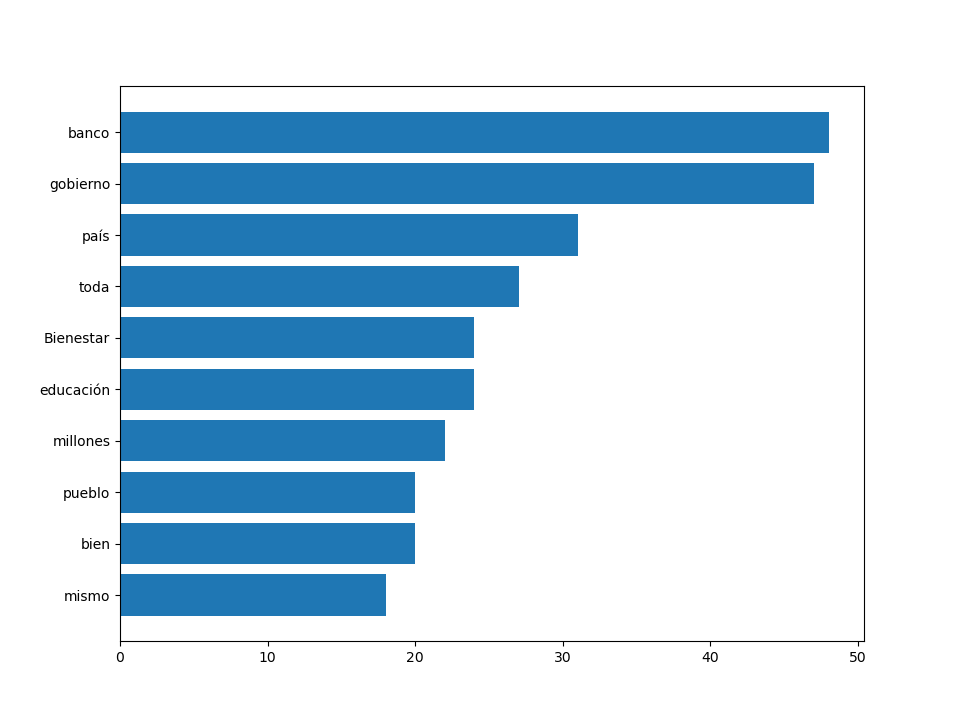 banco
gobierno
país
toda
Bienestar
educación
millones
pueblo
bien
mismo
0 10 20 30 40 50